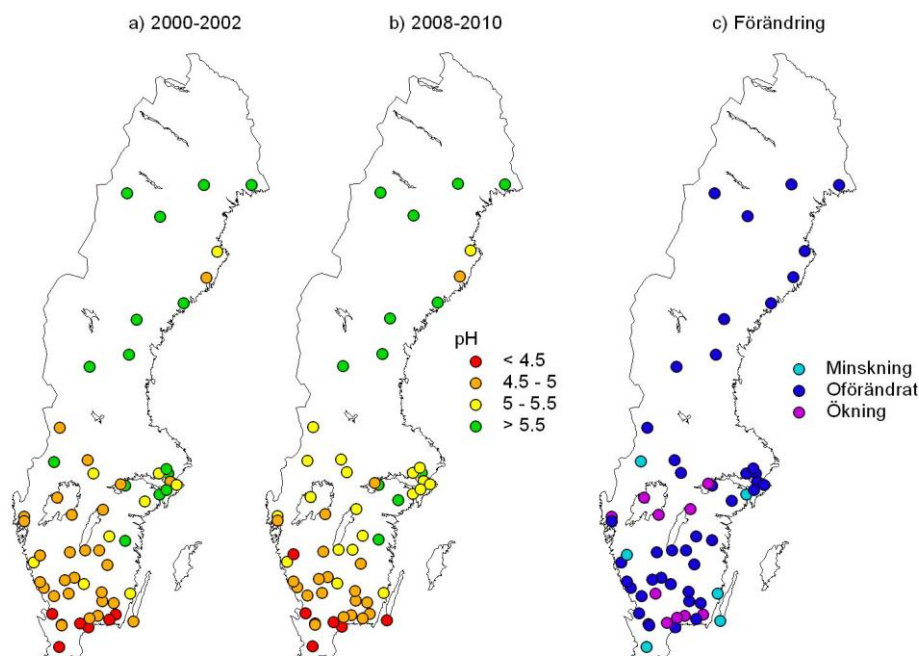 a) 2000-2002
b) 2008-2010
c) Förändring
pH
< 4.5
4.5 - 5
5 - 5.5
> 5.5
Minskning
Oförändrat
Ökning